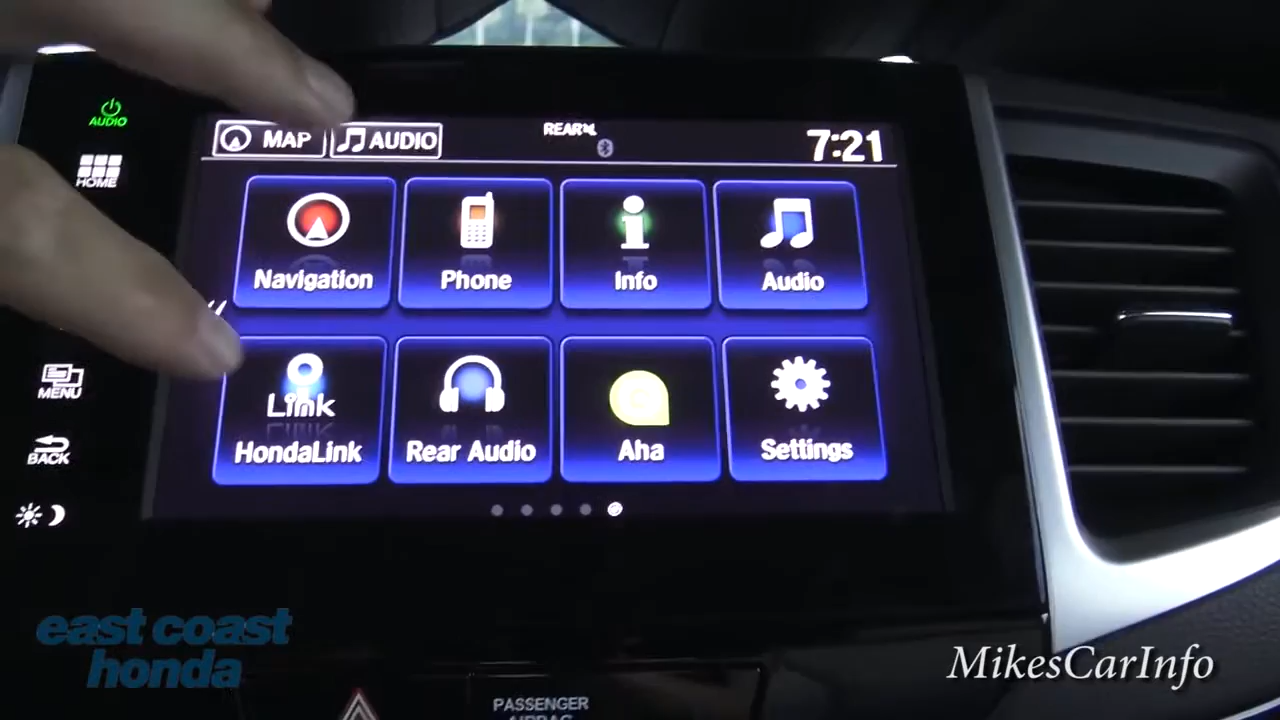 AUDIO
HOME
MENU
BACK
MAP
AUDIO
REAR
7:21
Navigation
Phone
Info
Audio
Link
HondaLink
Rear Audio
Aha
Settings
east coast
honda
MikesCarInfo
PASSENGER
AIRBAG